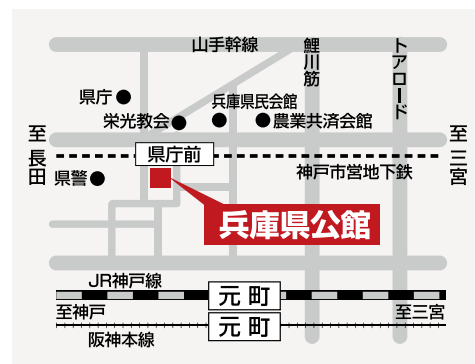 山手幹線
鯉川筋
トアロード
県庁
兵庫県民会館
栄光教会
農業共済会館
至長田
県庁前
至三宮
神戸市営地下鉄
県警
兵庫県公館
JR神戸線
元町
至神戸
至三宮
元町
阪神本線